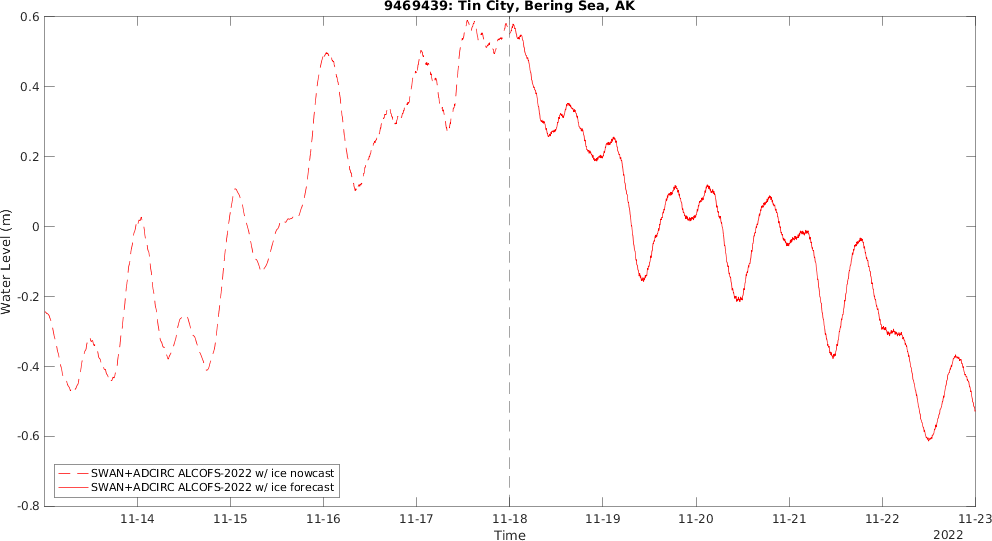 9469439: Tin City, Bering Sea, AK
0.6
0.4
0.2
0
-0.2
-0.4
-0.6
-0.8
Water Level (m)
SWAN+ADCIRC ALCOFS-2022 w/ ice nowcast
SWAN+ADCIRC ALCOFS-2022 w/ ice forecast
11-14 11-15 11-16 11-17 11-18 11-19 11-20 11-21 11-22 11-23
Time
2022